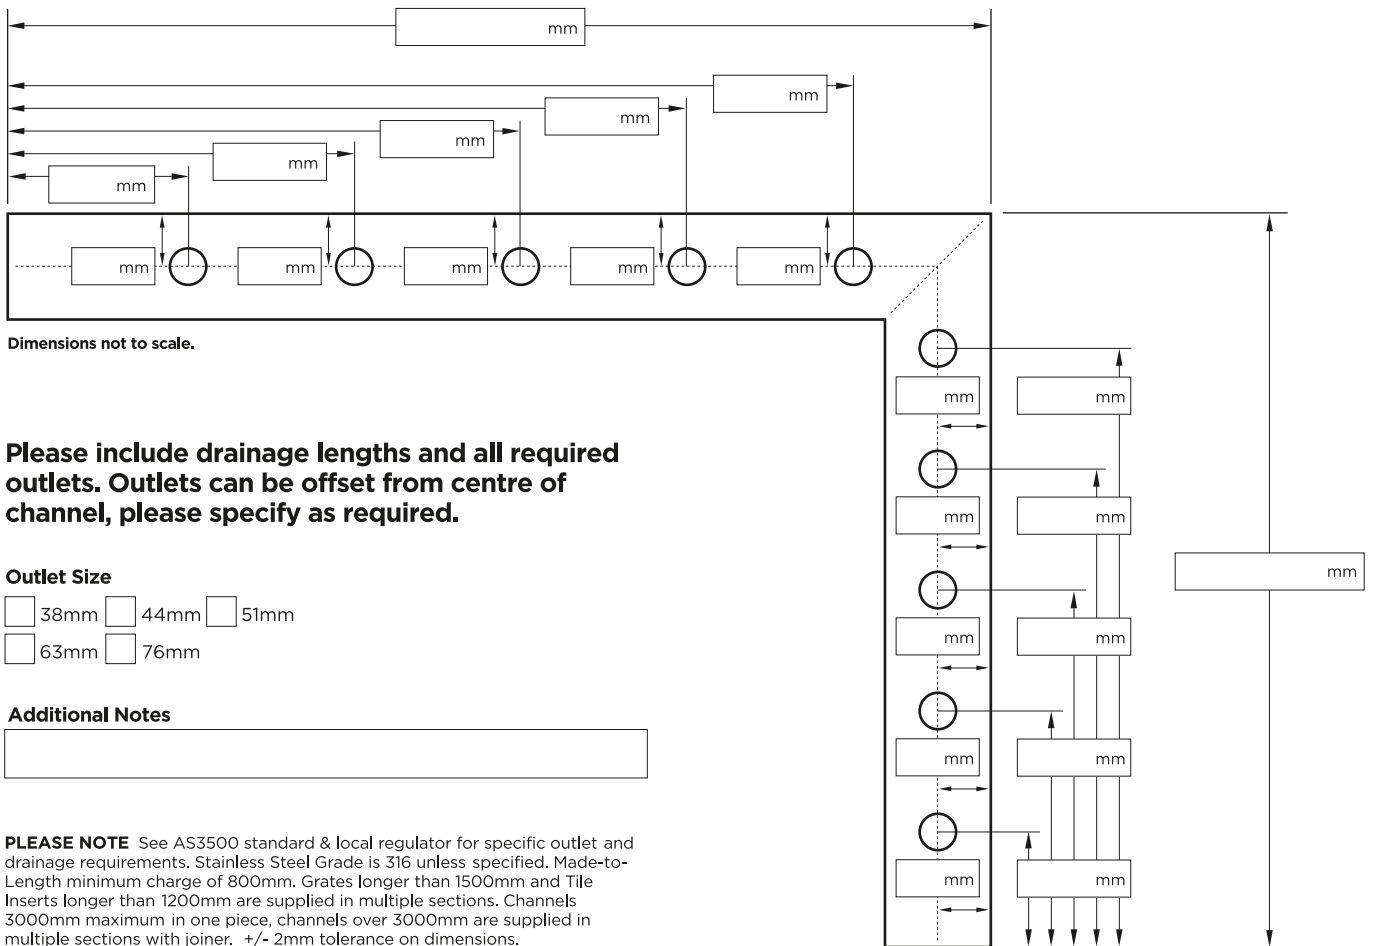 mm
mm
mm
mm
mm
mm
mm mm mm mm mm
Dimensions not to scale.
mm mm
Please include drainage lengths and all required
outlets. Outlets can be offset from centre of
channel, please specify as required.
mm mm
mm
Outlet Size
38mm 44mm 51mm
63mm 76mm
mm mm
Additional Notes
mm mm
PLEASE NOTE See AS3500 standard & local regulator for specific outlet and
drainage requirements. Stainless Steel Grade is 316 unless specified. Made-to-
Length minimum charge of 800mm. Grates longer than 1500mm and Tile
Inserts longer than 1200mm are supplied in multiple sections. Channels
3000mm maximum in one piece, channels over 3000mm are supplied in
multiple sections with joiner. +/- 2mm tolerance on dimensions.
mm mm